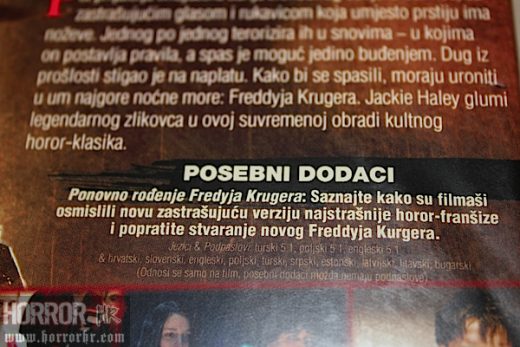 zastrašujućim glasom i rukavicom koja umjesto prstiju ima
noževe. Jednog po jednog terorizira ih u snovima – u kojima
on postavlja pravila, a spas je moguć jedino buđenjem. Dug iz
prošlosti stigao je na naplatu. Kako bi se spasili, moraju uroniti
u um najgore noćne more: Freddyja Krugera. Jackie Haley glumi
legendarnog zlikovca u ovoj suvremenoj obradi kultnog
horor-klasika.
POSEBNI DODACI
Ponovno rođenje Fredyja Krugera: Saznajte kako su filmaši
osmislili novu zastrašujuću verziju najstrašnije horor-franšize
i popratite stvaranje novog Freddyja Kurgera.
Jezici & Podnaslovi: turski 5.1, poljski 5.1, engleski 5.1
& hrvatski, slovenski, engleski, poljski, turski, srpski, estonski, latvijski, litavski, bugarski
(Odnosi se samo na film, posebni dodaci možda nemaju podnaslove)
HORROR HR
www.horrorhr.com